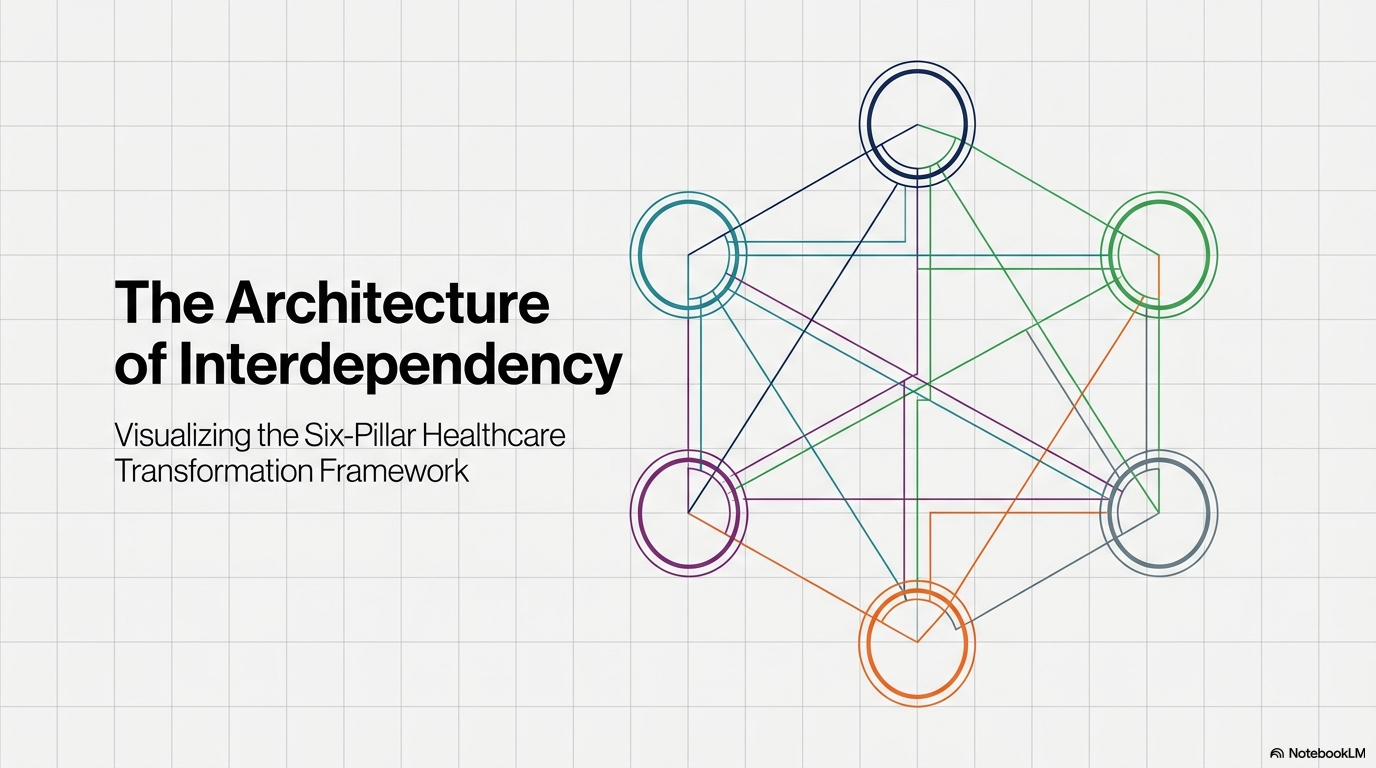 The Architecture
of Interdependency
Visualizing the Six-Pillar Healthcare
Transformation Framework
NotebookLM